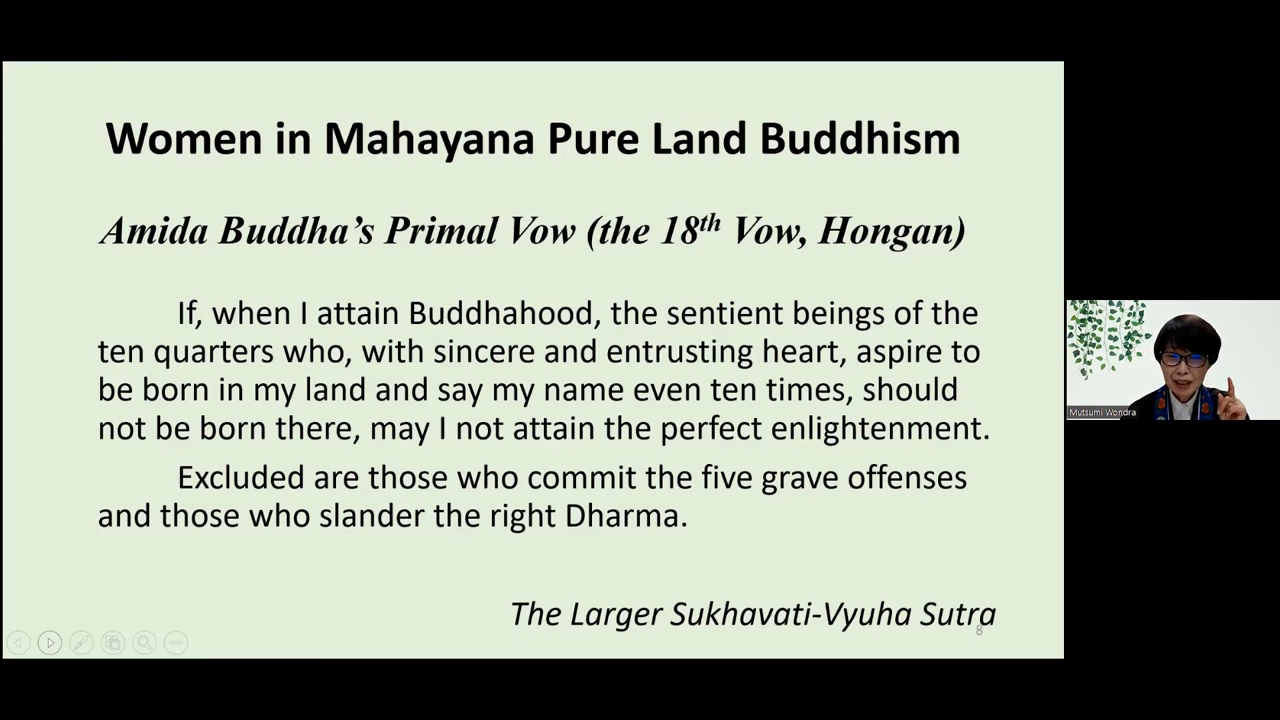 Women in Mahayana Pure Land Buddhism
Amida Buddha’s Primal Vow (the 18th Vow, Hongan)
If, when I attain Buddhahood, the sentient beings of the
ten quarters who, with sincere and entrusting heart, aspire to
be born in my land and say my name even ten times, should
not be born there, may I not attain the perfect enlightenment.
Excluded are those who commit the five grave offenses
and those who slander the right Dharma.
The Larger Sukhavati-Vyuha Sutra
8
Mutsumi Wondra